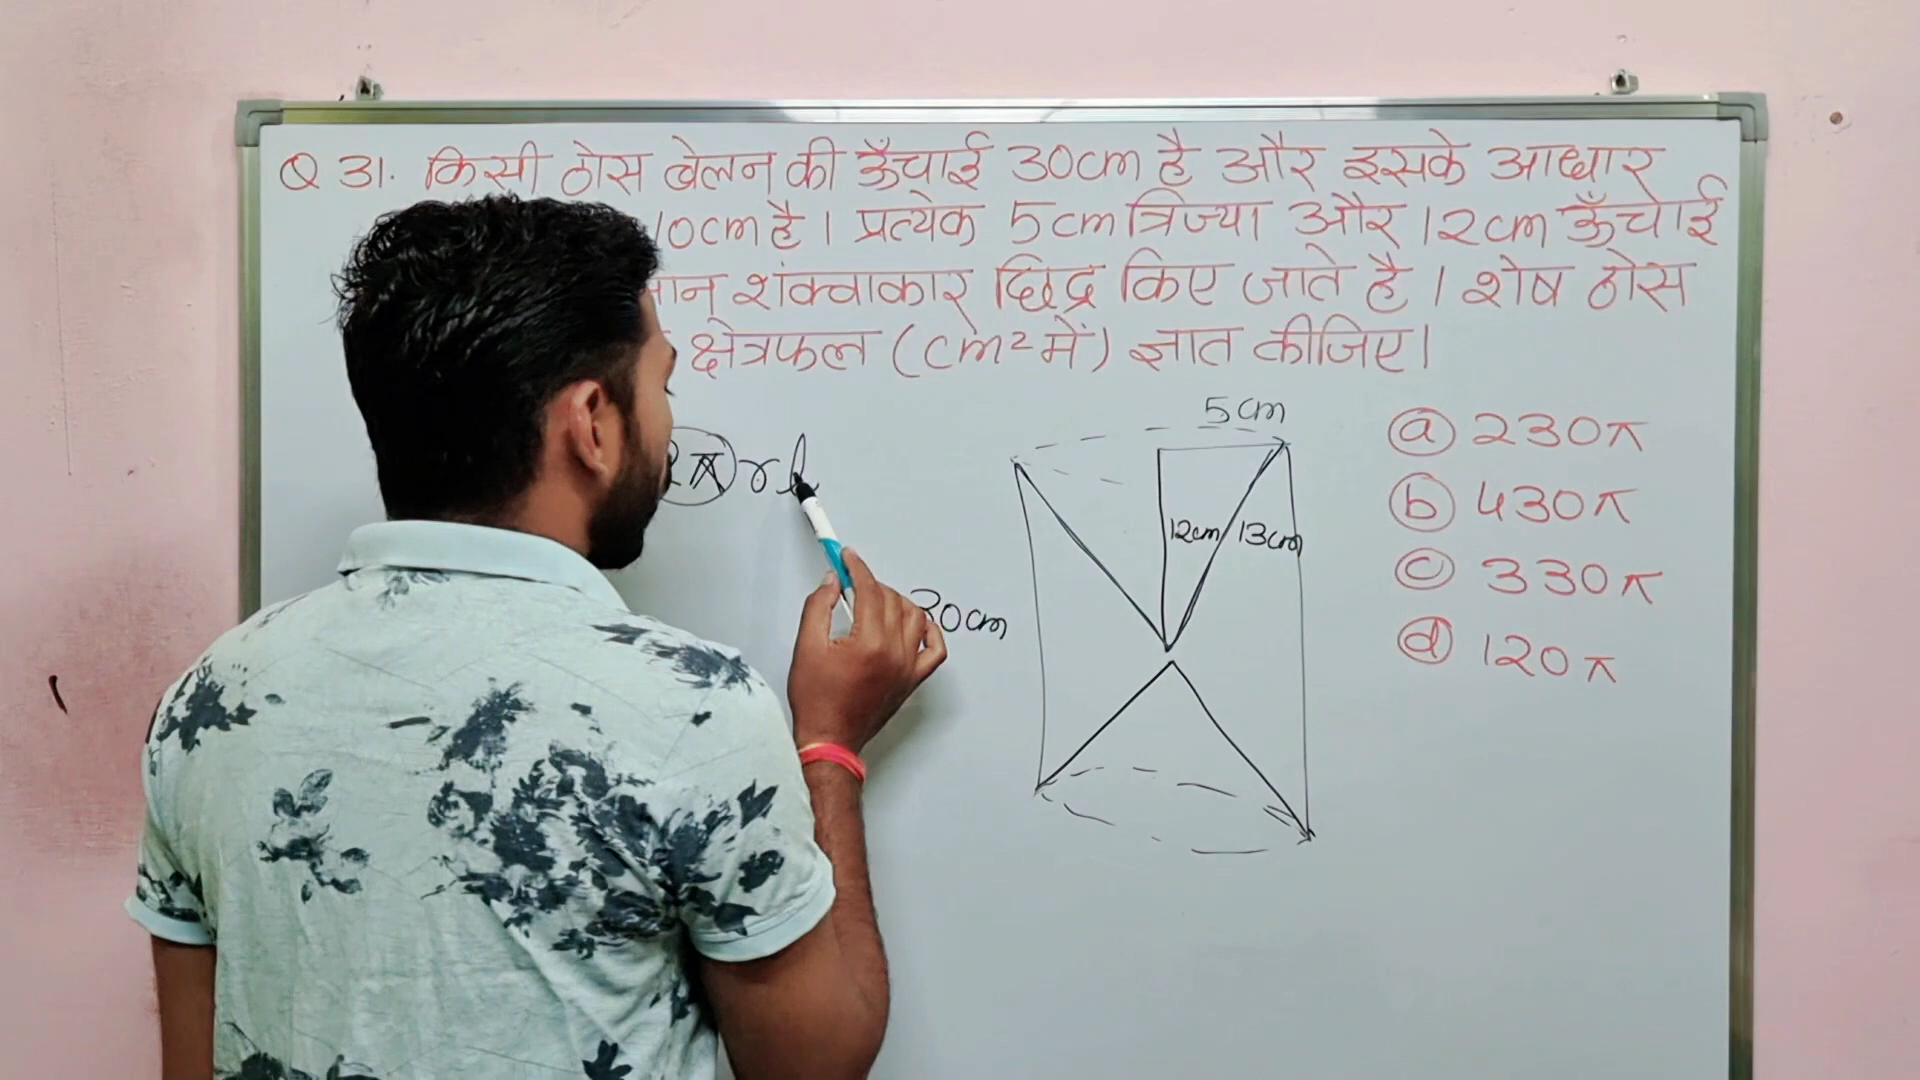 Q 31. किसी ठोस बेलन की ऊँचाई 30cm है और इसके आधार
10cm है। प्रत्येक 5cm त्रिज्या और 12cm ऊँचाई
शंक्वाकार छिद्र किए जाते है। शेष ठोस
क्षेत्रफल (cm² में) ज्ञात कीजिए।
2πrl
5cm
12cm
13cm
30cm
ⓐ 230π
ⓑ 430π
ⓒ 330π
ⓓ 120π